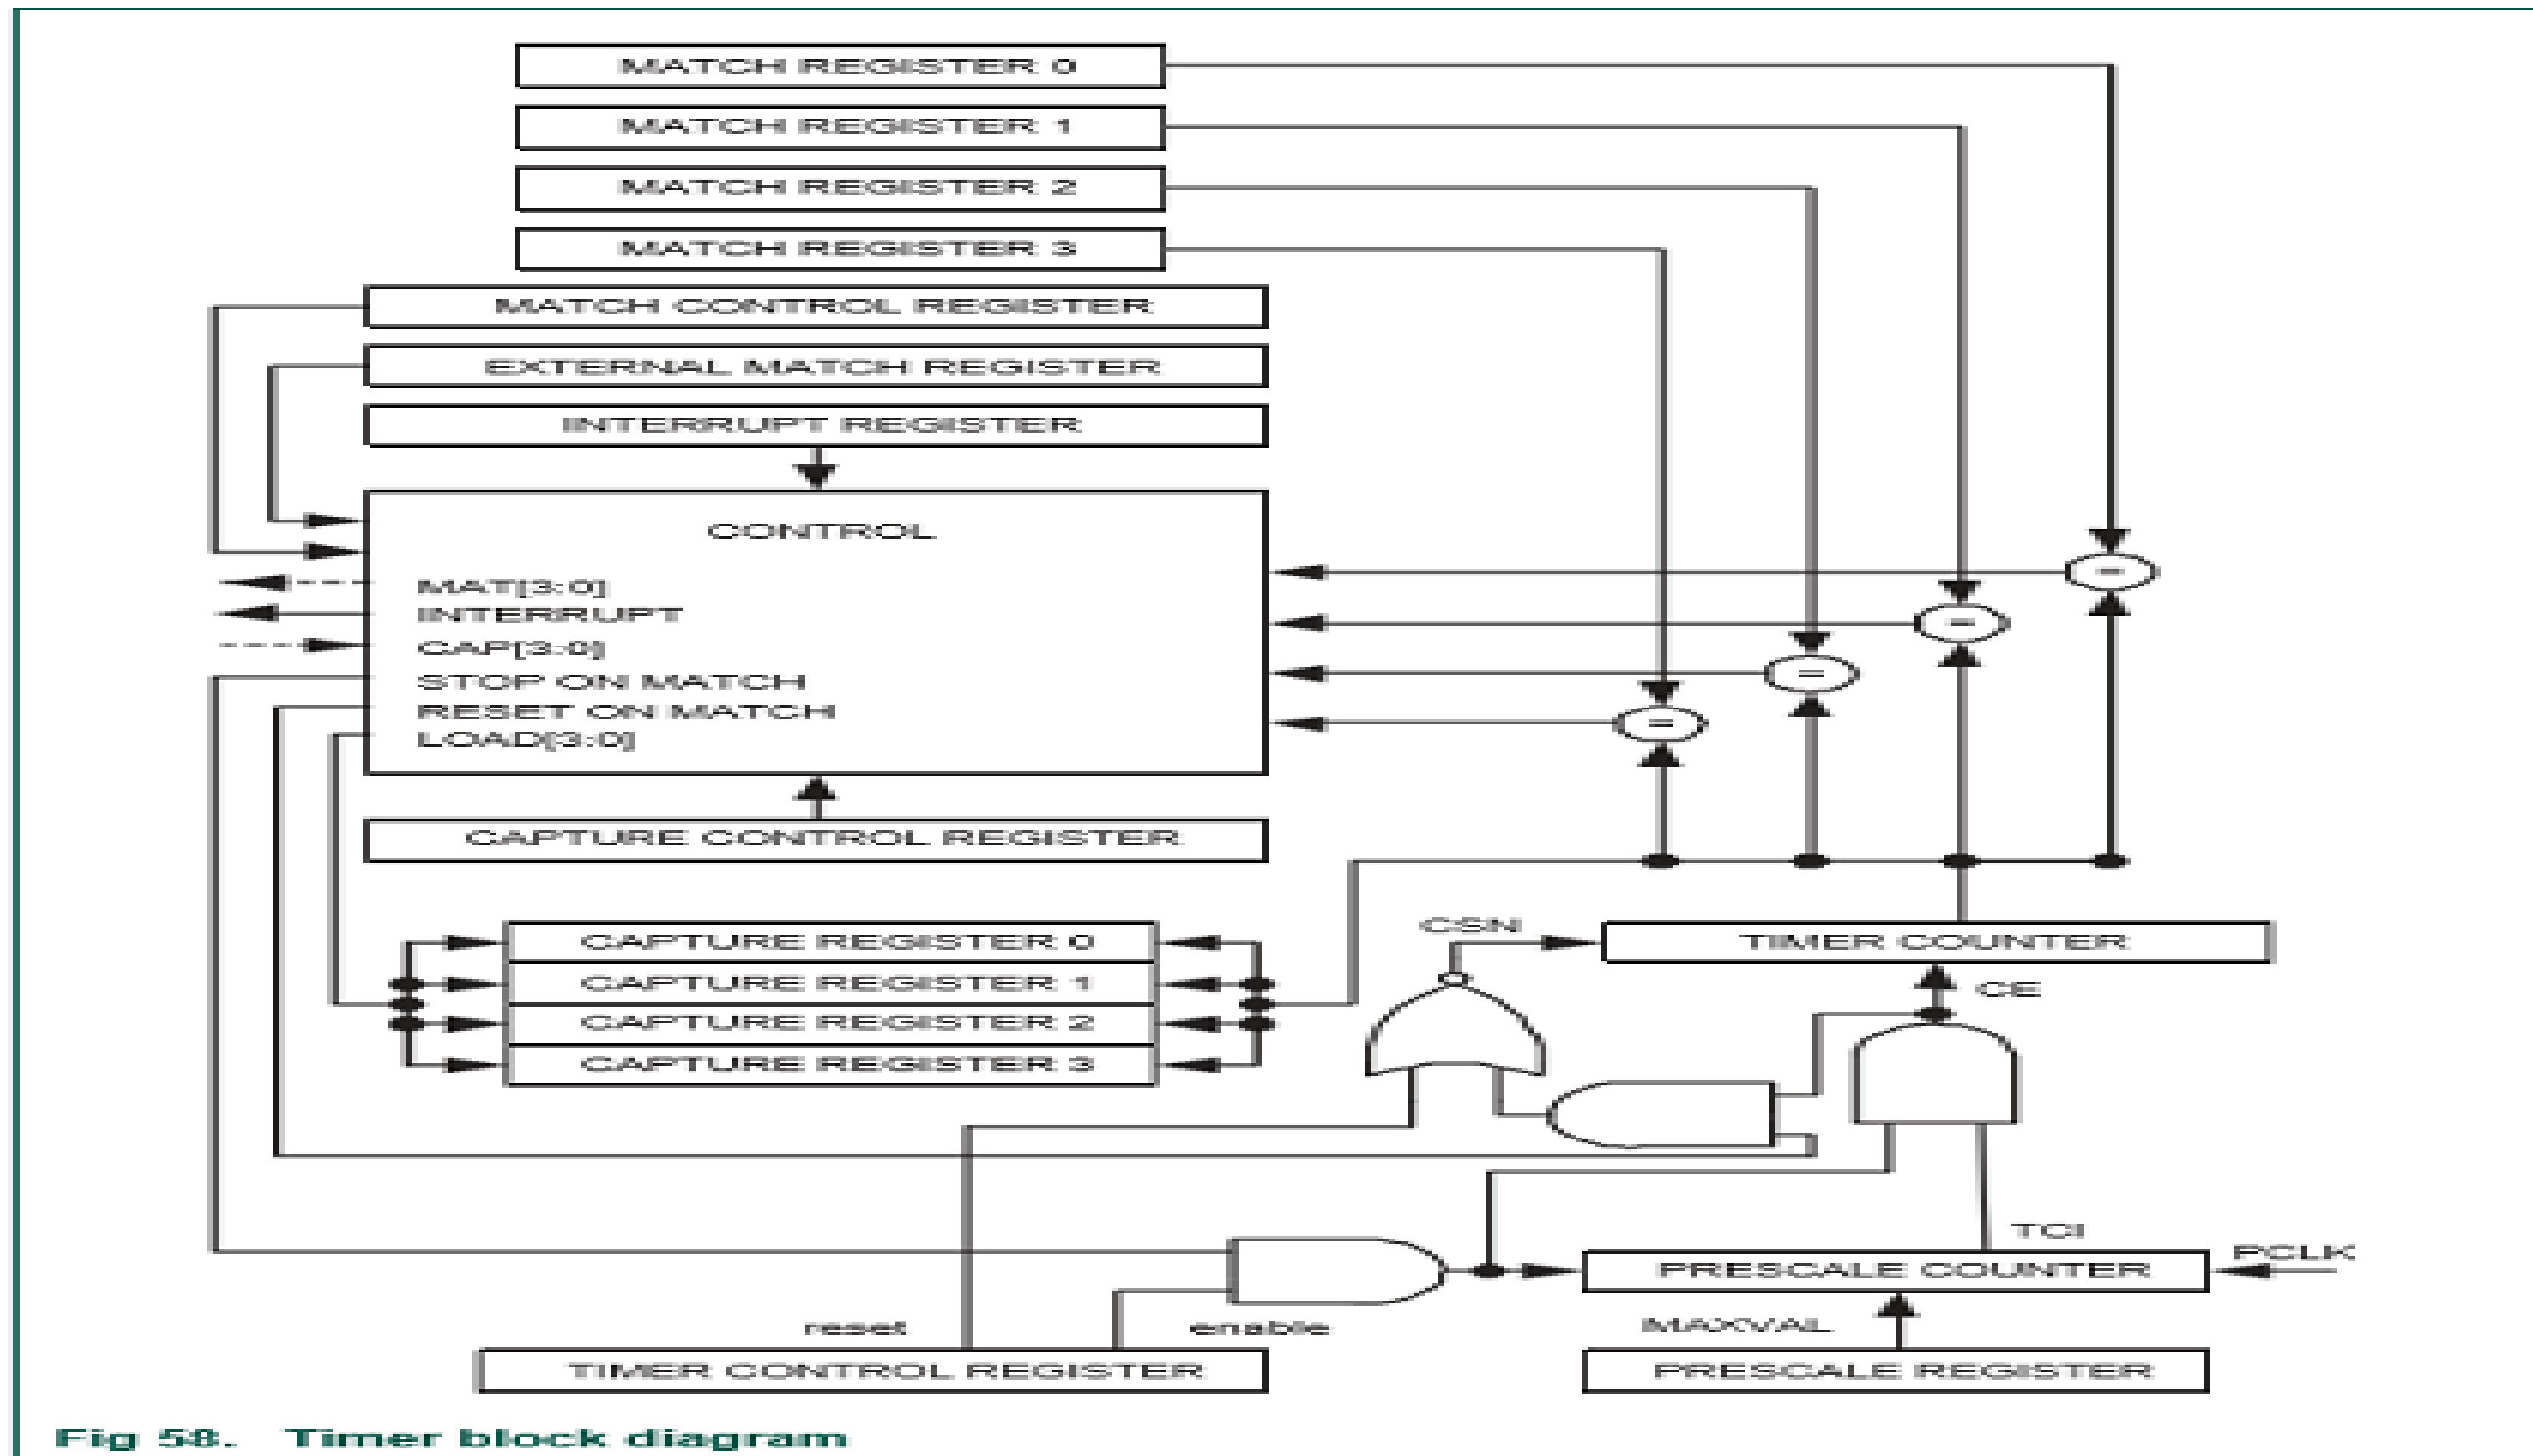 MATCH REGISTER 0
MATCH REGISTER 1
MATCH REGISTER 2
MATCH REGISTER 3
MATCH CONTROL REGISTER
EXTERNAL MATCH REGISTER
INTERRUPT REGISTER
CONTROL
MAT[3:0]
INTERRUPT
CAP[3:0]
STOP ON MATCH
RESET ON MATCH
LOAD[3:0]
=
=
=
=
CAPTURE CONTROL REGISTER
CSN
TIMER COUNTER
CAPTURE REGISTER 0
CAPTURE REGISTER 1
CAPTURE REGISTER 2
CAPTURE REGISTER 3
CE
TCI
PCLK
PRESCALE COUNTER
reset
enable
MAXVAL
TIMER CONTROL REGISTER
PRESCALE REGISTER
Fig 58. Timer block diagram